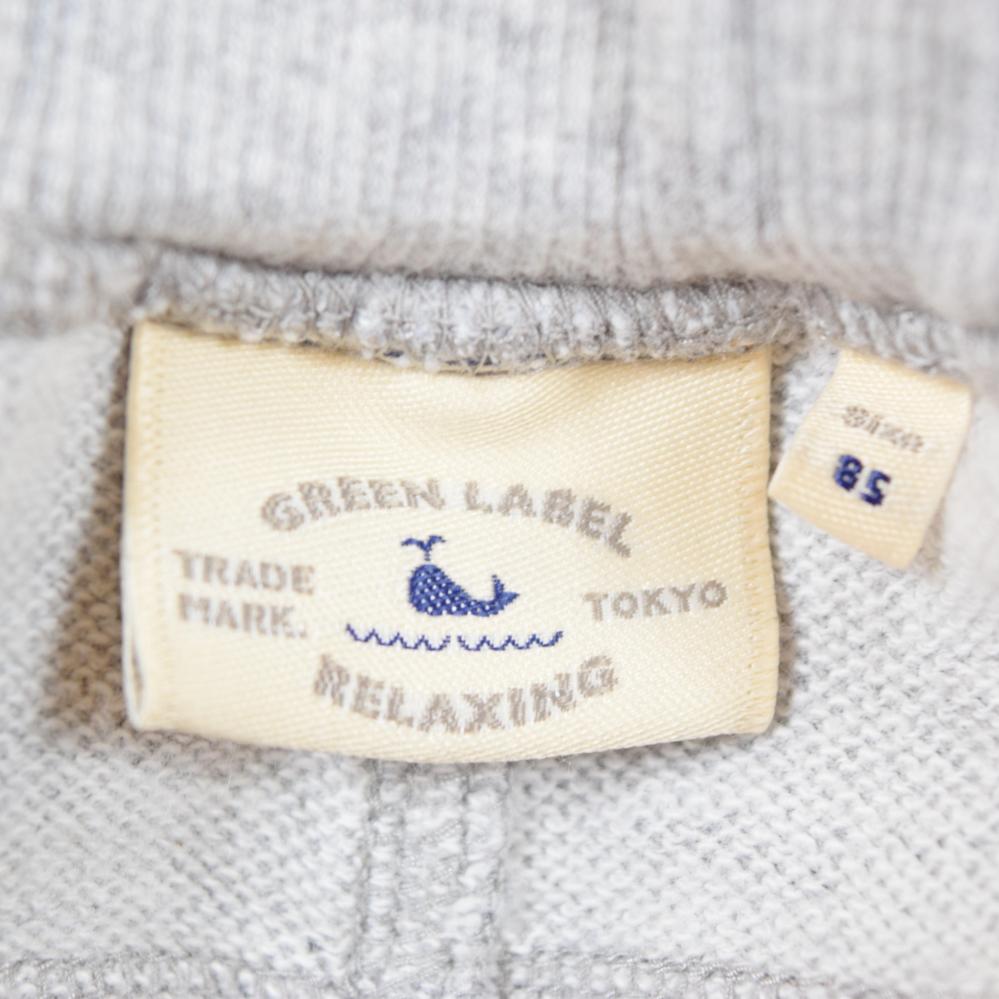 GREEN LABEL
TRADE
MARK.
TOKYO
RELAXING
Size
85